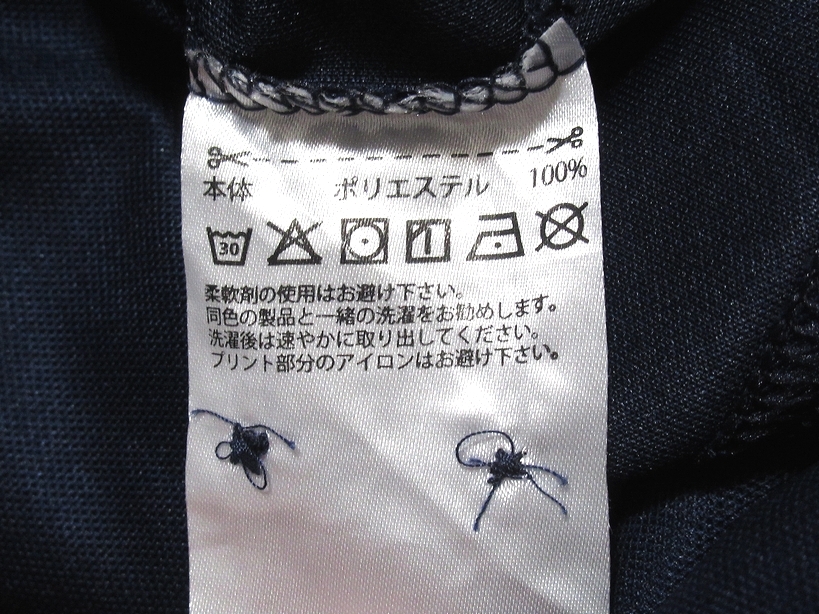 本体 ポリエステル 100%
30
柔軟剤の使用はお避け下さい。
同色の製品と一緒の洗濯をお勧めします。
洗濯後は速やかに取り出してください。
プリント部分のアイロンはお避け下さい。